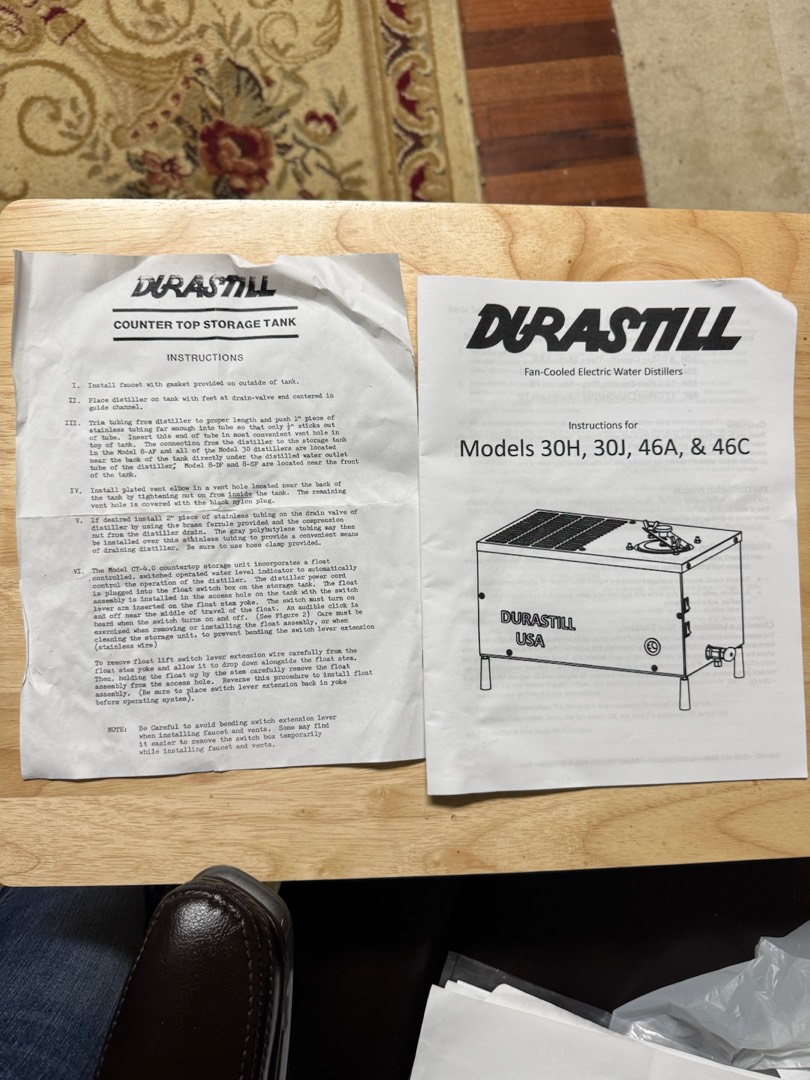 DURASTILL
COUNTER TOP STORAGE TANK
INSTRUCTIONS
I. Install faucet with gasket provided on outside of tank.
II. Place distiller on tank with feet at drain-valve end centered in
guide channel.
III. Trim tubing from distiller to proper length and push 1" piece of
stainless tubing far enough into tube so that only ½" sticks out
of tube. Insert this end of tube in most convenient vent hole in
top of tank. The connection from the distiller to the storage tank
in the Model 8-AF and all of the Model 30 distillers are located
near the back of the tank directly under the distilled water outlet
tube of the distiller; Model 8-DF and 8-SF are located near the front
of the tank.
IV. Install plated vent elbow in a vent hole located near the back of
the tank by tightening nut on from inside the tank. The remaining
vent hole is covered with the black nylon plug.
V. If desired install 2" piece of stainless tubing on the drain valve of
distiller by using the brass ferrule provided and the compression
nut from the distiller drain. The gray polybutylene tubing may then
be installed over this stainless tubing to provide a convenient means
of draining distiller. Be sure to use hose clamp provided.
VI. The Model CT-4.0 countertop storage unit incorporates a float
controlled, switched operated water level indicator to automatically
control the operation of the distiller. The distiller power cord
is plugged into the float switch box on the storage tank. The float
assembly is installed in the access hole on the tank with the switch
lever arm inserted on the float stem yoke. The switch must turn on
and off near the middle of travel of the float. An audible click is
heard when the switch turns on and off. (See Figure 2) Care must be
exercised when removing or installing the float assembly, or when
cleaning the storage unit, to prevent bending the switch lever extension
(stainless wire)
To remove float lift switch lever extension wire carefully from the
float stem yoke and allow it to drop down alongside the float stem.
Then, holding the float up by the stem carefully remove the float
assembly from the access hole. Reverse this procedure to install float
assembly. (Be sure to place switch lever extension back in yoke
before operating system).
NOTE: Be Careful to avoid bending switch extension lever
when installing faucet and vents. Some may find
it easier to remove the switch box temporarily
while installing faucet and vents.
DURASTILL
Fan-Cooled Electric Water Distillers
Instructions for
Models 30H, 30J, 46A, & 46C
DURASTILL
USA